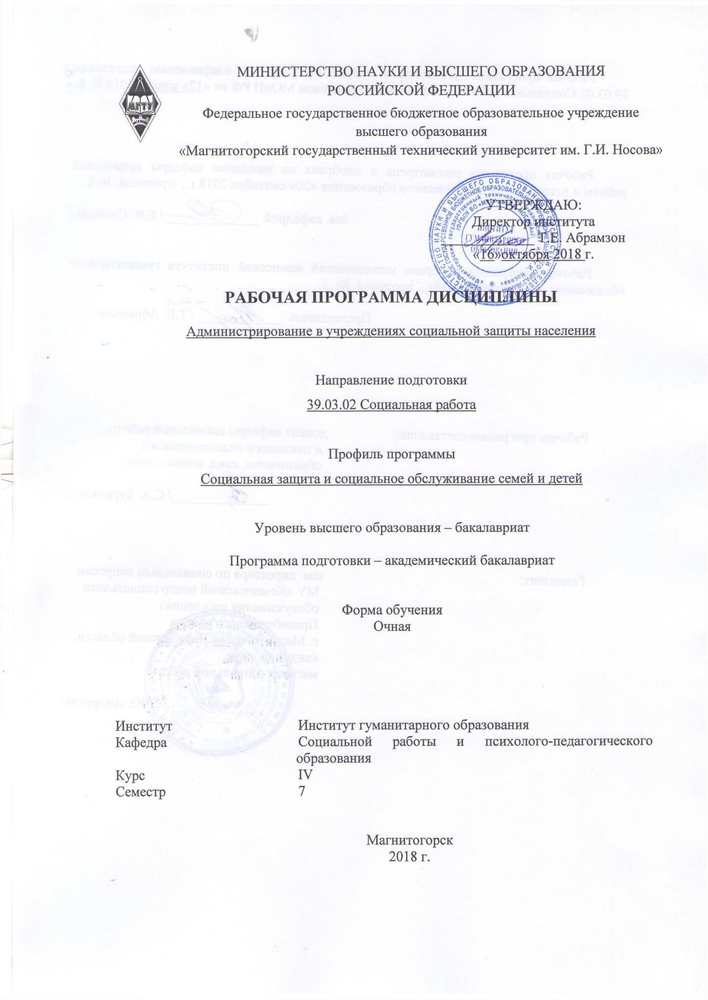 МИНИСТЕРСТВО НАУКИ И ВЫСШЕГО ОБРАЗОВАНИЯ
РОССИЙСКОЙ ФЕДЕРАЦИИ
Федеральное государственное бюджетное образовательное учреждение
высшего образования
«Магнитогорский государственный технический университет им. Г.И. Носова»
МГТУ
УТВЕРЖДАЮ:
Директор института
Т.Е. Абрамзон
«16»октября 2018 г.
ИНСТИТУТ
ГУМАНИТАРНОГО
ОБРАЗОВАНИЯ
РАБОЧАЯ ПРОГРАММА ДИСЦИПЛИНЫ
Администрирование в учреждениях социальной защиты населения
Направление подготовки
39.03.02 Социальная работа
Профиль программы
Социальная защита и социальное обслуживание семей и детей
Уровень высшего образования – бакалавриат
Программа подготовки – академический бакалавриат
Форма обучения
Очная
Институт Институт гуманитарного образования
Кафедра Социальной работы и психолого-педагогического
образования
Курс IV
Семестр 7
Магнитогорск
2018 г.